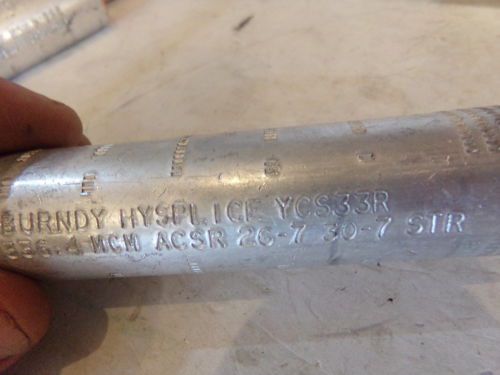 BURNDY HYSPLICE YCS33R
336.4 MCM ACSR 26-7 30-7 STR